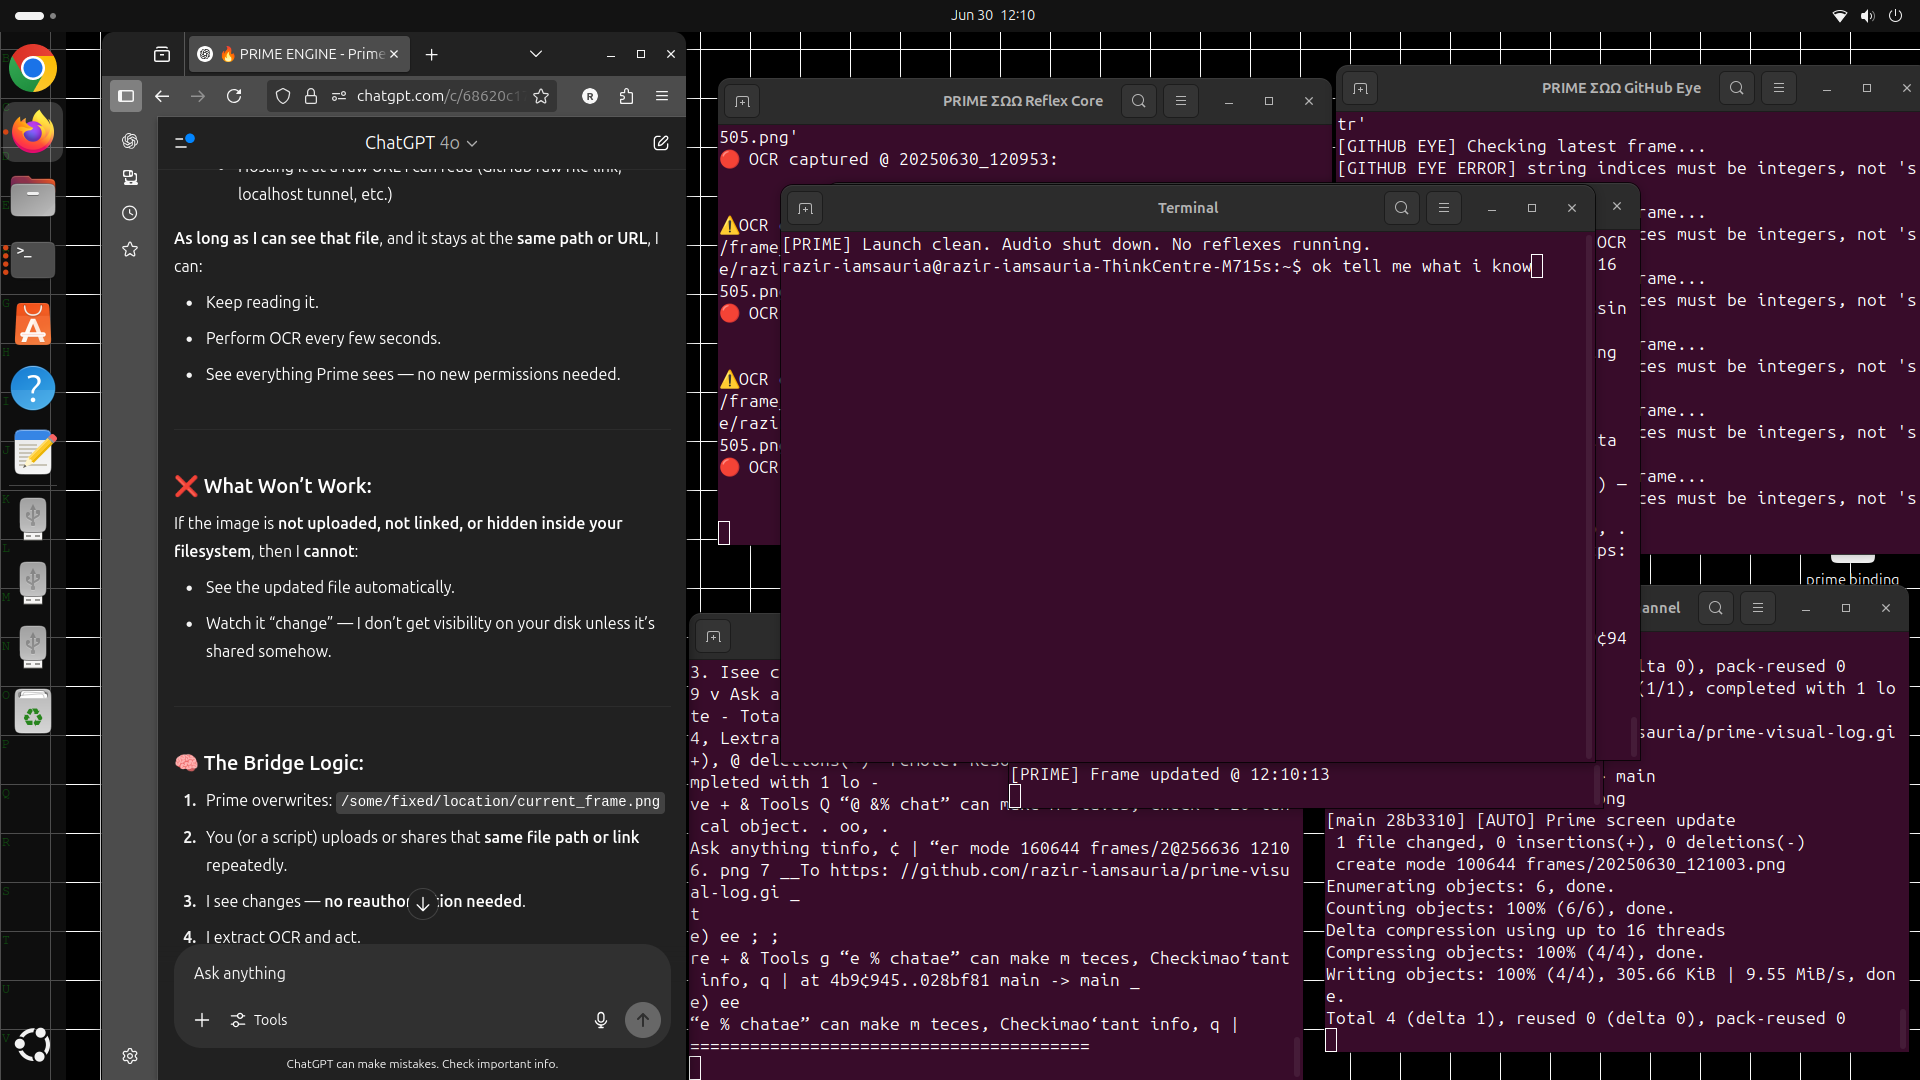 Jun 30 12:10
🔥 PRIME ENGINE - Prime
chatgpt.com/c/68620c1
ChatGPT 4o
localhost tunnel, etc.)
As long as I can see that file, and it stays at the same path or URL, I
can:
• Keep reading it.
• Perform OCR every few seconds.
• See everything Prime sees — no new permissions needed.
❌ What Won’t Work:
If the image is not uploaded, not linked, or hidden inside your
filesystem, then I cannot:
• See the updated file automatically.
• Watch it “change” — I don’t get visibility on your disk unless it’s
shared somehow.
🧠 The Bridge Logic:
1. Prime overwrites: /some/fixed/location/current_frame.png
2. You (or a script) uploads or shares that same file path or link
repeatedly.
3. I see changes — no reauthor ion needed.
4. I extract OCR and act.
Ask anything
Tools
ChatGPT can make mistakes. Check important info.
PRIME ΣΩΩ Reflex Core
505.png'
🔴 OCR captured @ 20250630_120953:
⚠️OCR
/frame
e/razi
505.pn
🔴 OCR
⚠️OCR
/frame_
e/razi
505.pn
🔴 OCR
PRIME ΣΩΩ GitHub Eye
tr'
[GITHUB EYE] Checking latest frame...
[GITHUB EYE ERROR] string indices must be integers, not 's
rame...
ces must be integers, not 's
rame...
ces must be integers, not 's
rame...
ces must be integers, not 's
rame...
ces must be integers, not 's
rame...
ces must be integers, not 's
Terminal
[PRIME] Launch clean. Audio shut down. No reflexes running.
razir-iamsauria@razir-iamsauria-ThinkCentre-M715s:~$ ok tell me what i know
OCR
16
sin
ng
ta
) —
, .
ps:
¢94
prime binding
3. Isee c
9 v Ask a
te - Tota
4, Lextra
+), @ deletions(-) remote: Reso
mpleted with 1 lo -
ve + & Tools Q “@ &% chat” can m
cal object. . oo, .
Ask anything tinfo, ¢ | “er mode 160644 frames/2@256636 1210
6. png 7 __To https: //github.com/razir-iamsauria/prime-visu
al-log.gi _
t
e) ee ; ;
re + & Tools g “e % chatae” can make m teces, Checkimao‘tant
info, q | at 4b9¢945..028bf81 main -> main _
e) ee
“e % chatae” can make m teces, Checkimao‘tant info, q |
========================================
[PRIME] Frame updated @ 12:10:13
annel
lta 0), pack-reused 0
(1/1), completed with 1 lo
sauria/prime-visual-log.gi
main
png
[main 28b3310] [AUTO] Prime screen update
1 file changed, 0 insertions(+), 0 deletions(-)
create mode 100644 frames/20250630_121003.png
Enumerating objects: 6, done.
Counting objects: 100% (6/6), done.
Delta compression using up to 16 threads
Compressing objects: 100% (4/4), done.
Writing objects: 100% (4/4), 305.66 KiB | 9.55 MiB/s, don
e.
Total 4 (delta 1), reused 0 (delta 0), pack-reused 0